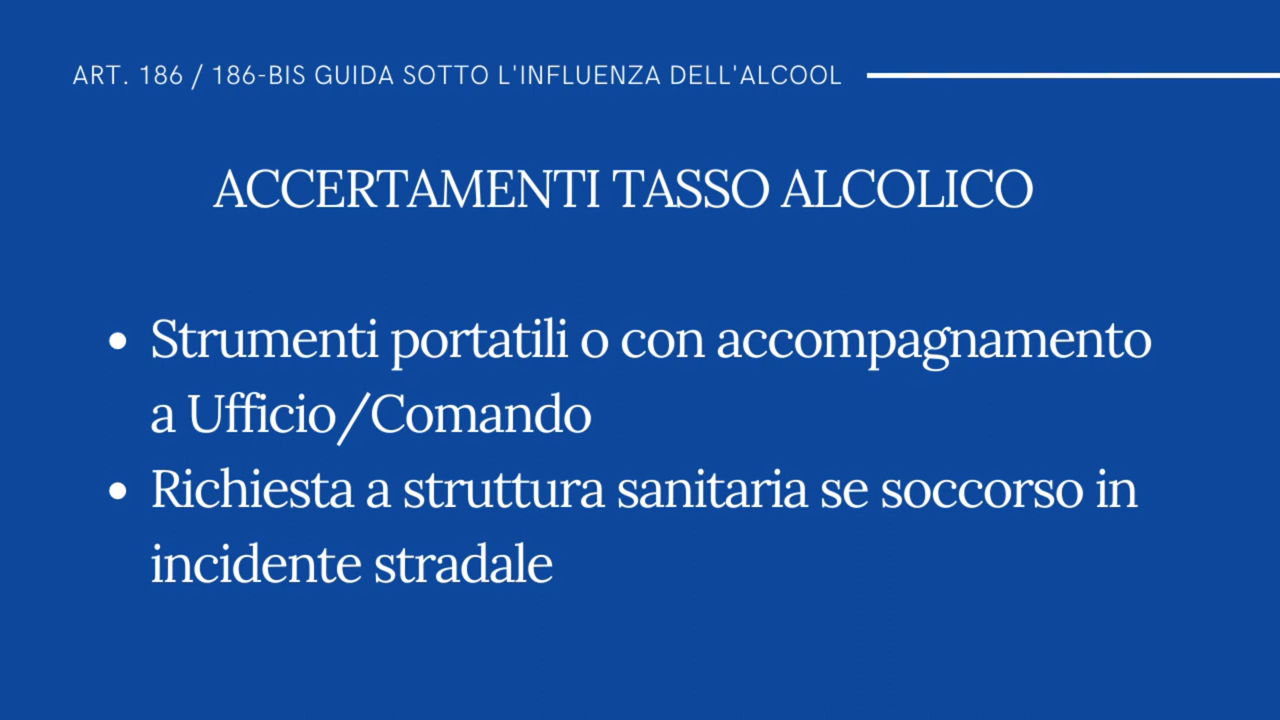 ART. 186 / 186-BIS GUIDA SOTTO L'INFLUENZA DELL'ALCOOL
ACCERTAMENTI TASSO ALCOLICO
• Strumenti portatili o con accompagnamento
a Ufficio/Comando
• Richiesta a struttura sanitaria se soccorso in
incidente stradale